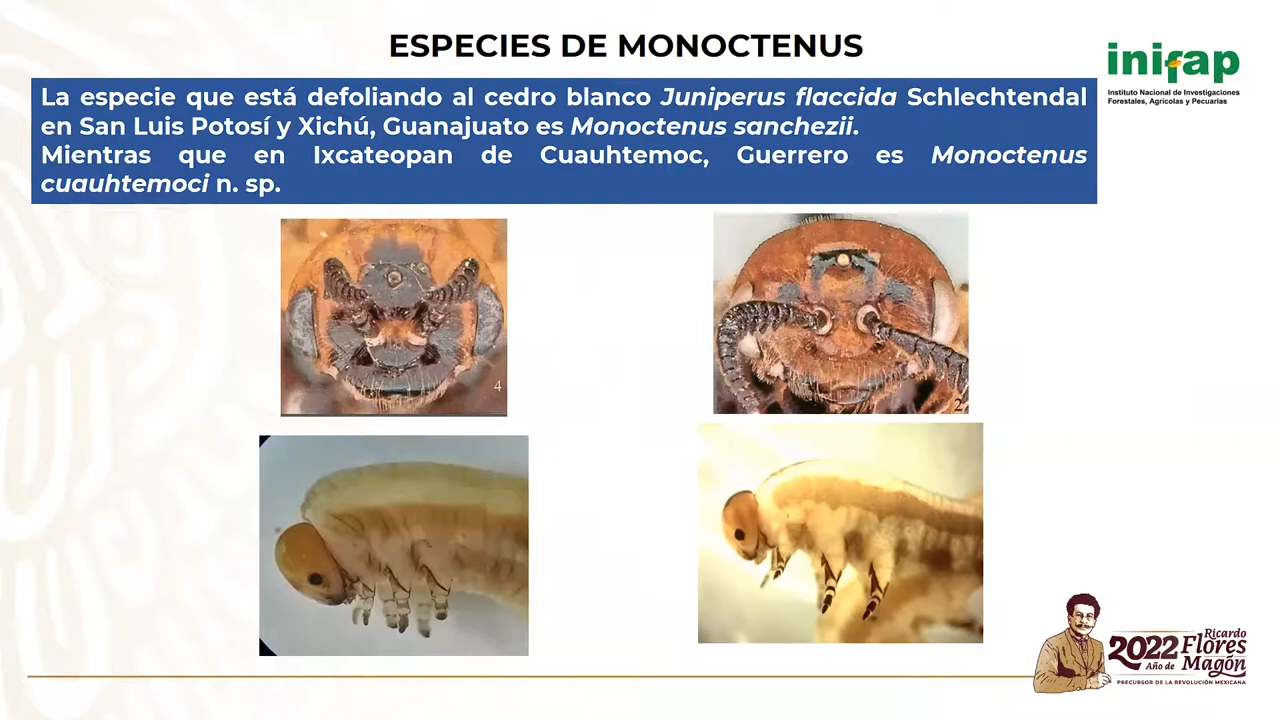 ESPECIES DE MONOCTENUS
inifap
Instituto Nacional de Investigaciones
Forestales, Agrícolas y Pecuarias
La especie que está defoliando al cedro blanco Juniperus flaccida Schlechtendal
en San Luis Potosí y Xichú, Guanajuato es Monoctenus sanchezii.
Mientras que en Ixcateopan de Cuauhtemoc, Guerrero es Monoctenus
cuauhtemoci n. sp.
4
2
2022 Ricardo
Año de Flores
Magón
PRECURSOR DE LA REVOLUCIÓN MEXICANA